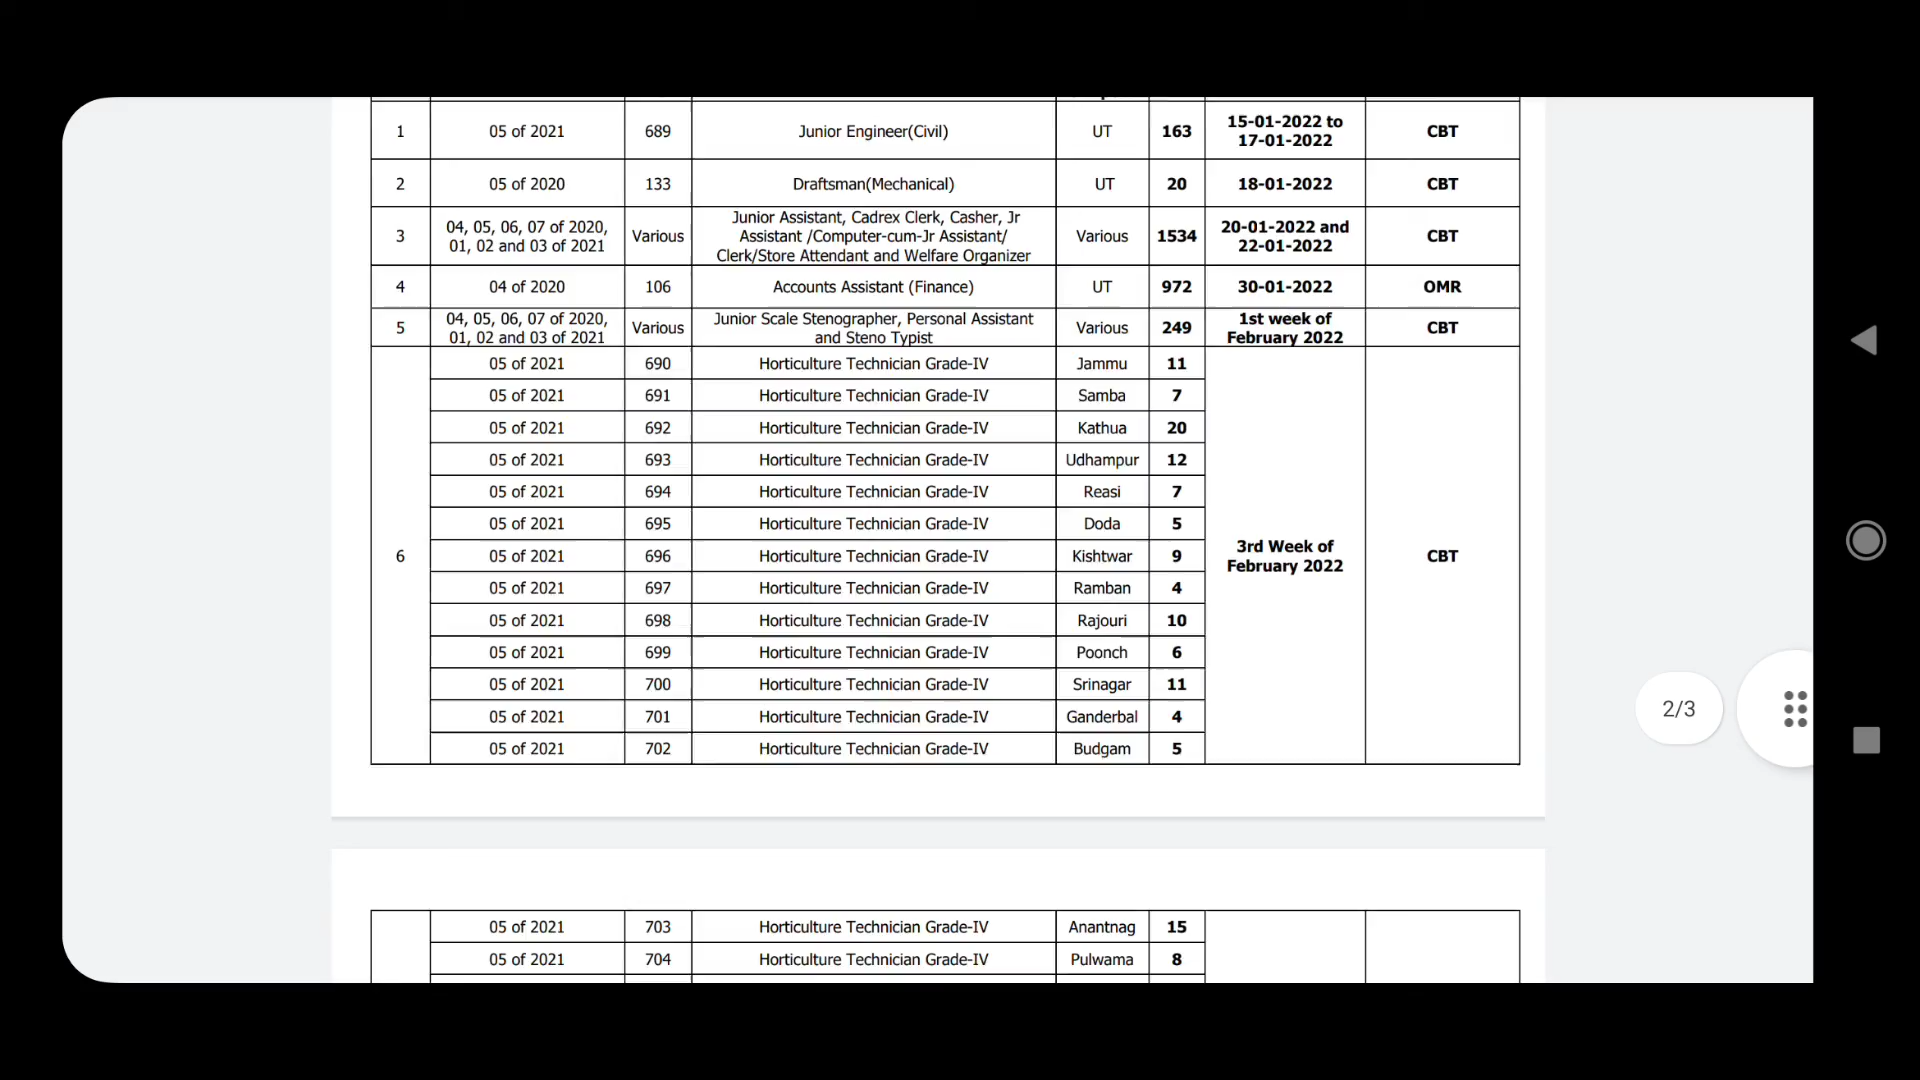 1 05 of 2021 689 Junior Engineer(Civil) UT 163 15-01-2022 to 17-01-2022 CBT
2 05 of 2020 133 Draftsman(Mechanical) UT 20 18-01-2022 CBT
3 04, 05, 06, 07 of 2020, 01, 02 and 03 of 2021 Various Junior Assistant, Cadrex Clerk, Casher, Jr Assistant /Computer-cum-Jr Assistant/ Clerk/Store Attendant and Welfare Organizer Various 1534 20-01-2022 and 22-01-2022 CBT
4 04 of 2020 106 Accounts Assistant (Finance) UT 972 30-01-2022 OMR
5 04, 05, 06, 07 of 2020, 01, 02 and 03 of 2021 Various Junior Scale Stenographer, Personal Assistant and Steno Typist Various 249 1st week of February 2022 CBT
05 of 2021 690 Horticulture Technician Grade-IV Jammu 11
05 of 2021 691 Horticulture Technician Grade-IV Samba 7
05 of 2021 692 Horticulture Technician Grade-IV Kathua 20
05 of 2021 693 Horticulture Technician Grade-IV Udhampur 12
05 of 2021 694 Horticulture Technician Grade-IV Reasi 7
05 of 2021 695 Horticulture Technician Grade-IV Doda 5
6 05 of 2021 696 Horticulture Technician Grade-IV Kishtwar 9 3rd Week of February 2022 CBT
05 of 2021 697 Horticulture Technician Grade-IV Ramban 4
05 of 2021 698 Horticulture Technician Grade-IV Rajouri 10
05 of 2021 699 Horticulture Technician Grade-IV Poonch 6
05 of 2021 700 Horticulture Technician Grade-IV Srinagar 11
05 of 2021 701 Horticulture Technician Grade-IV Ganderbal 4
05 of 2021 702 Horticulture Technician Grade-IV Budgam 5
2/3
05 of 2021 703 Horticulture Technician Grade-IV Anantnag 15
05 of 2021 704 Horticulture Technician Grade-IV Pulwama 8